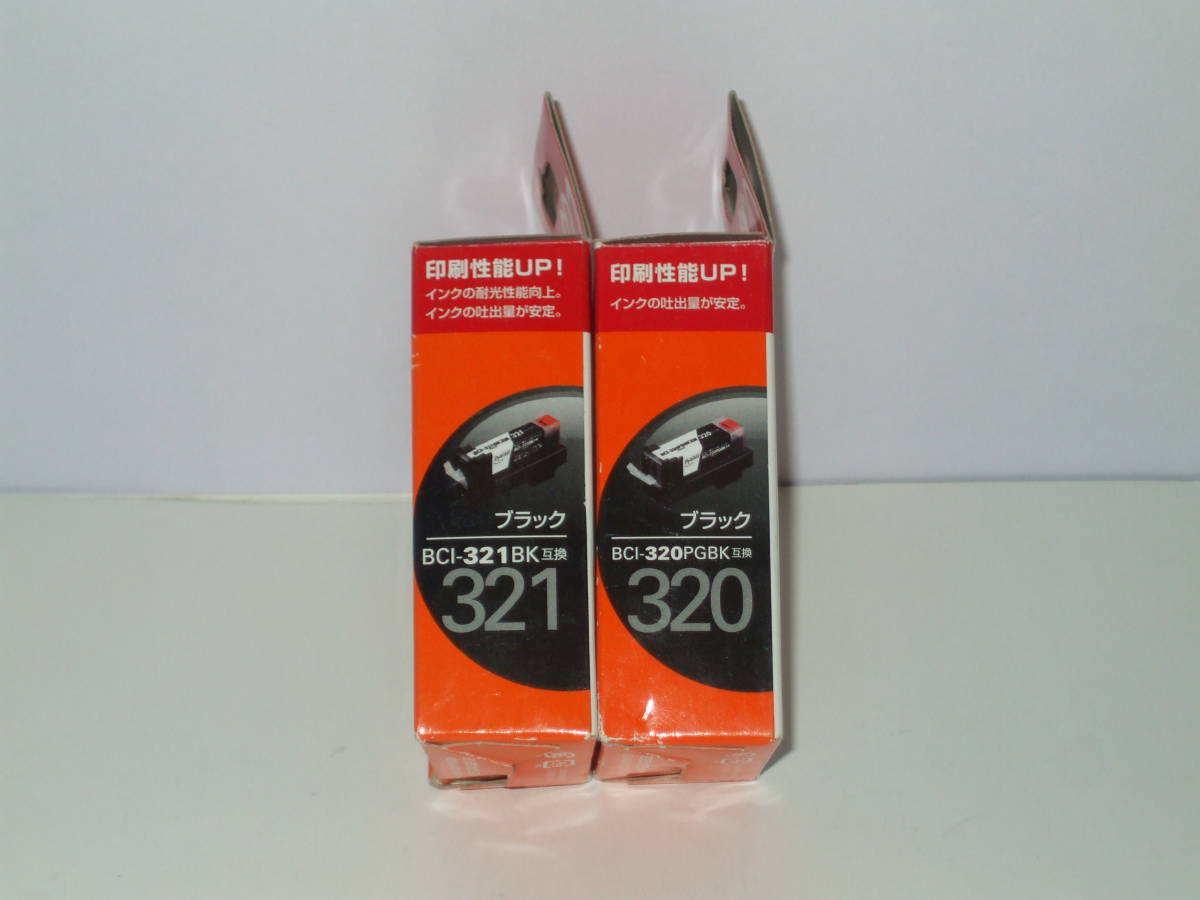 印刷性能UP!
インクの耐光性能向上。
インクの吐出量が安定。
ブラック
BCI-321BK互換
321
印刷性能UP!
インクの吐出量が安定。
ブラック
BCI-320PGBK互換
320